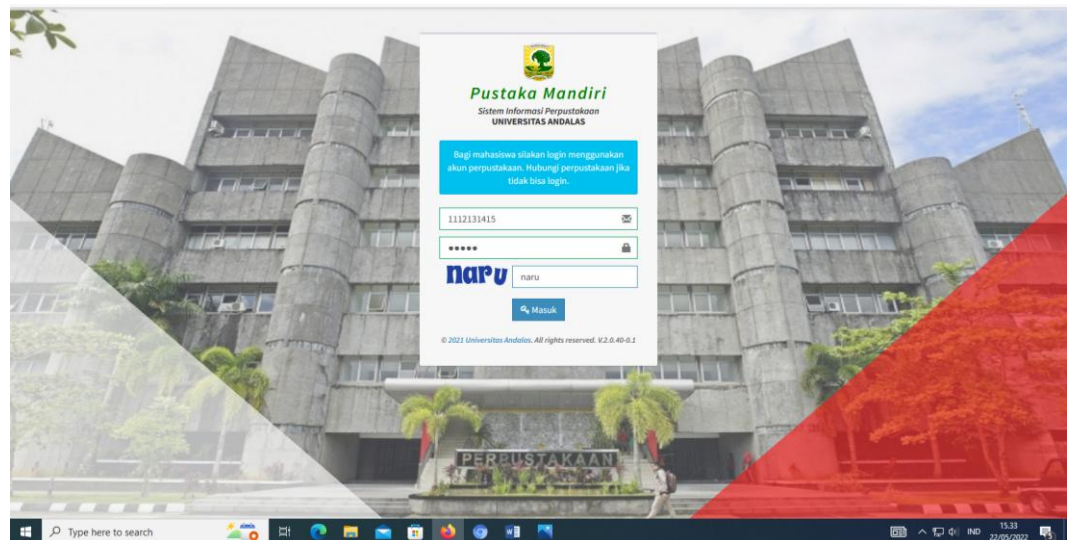 Pustaka Mandiri
Sistem Informasi Perpustakaan
UNIVERSITAS ANDALAS
Bagi mahasiswa silakan login menggunakan
akun perpustakaan. Hubungi perpustakaan jika
tidak bisa login.
1112131415
•••••
naru
naru
Masuk
© 2021 Universitas Andalas. All rights reserved. V.2.0.40-0.1
PERPUSTAKAAN
Type here to search
IND
15.33
22/05/2022